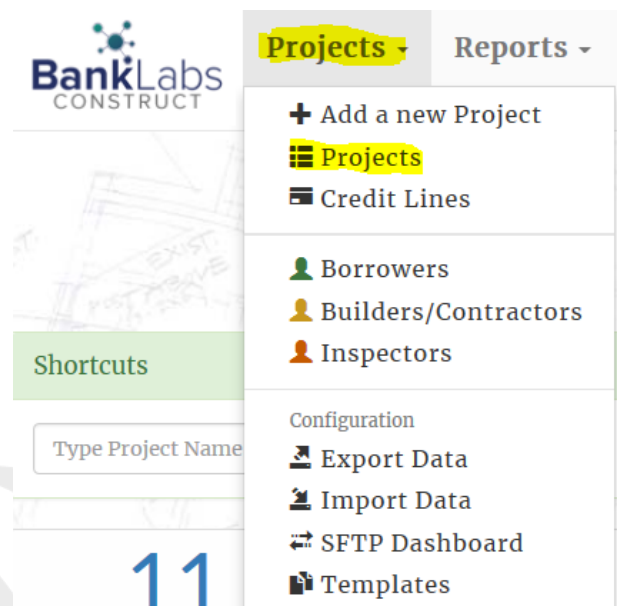 BankLabs
CONSTRUCT
Projects
Reports
Add a new Project
Projects
Credit Lines
Borrowers
Builders/Contractors
Inspectors
Shortcuts
Configuration
Type Project Name
Export Data
Import Data
SFTP Dashboard
Templates
11
EXIST.